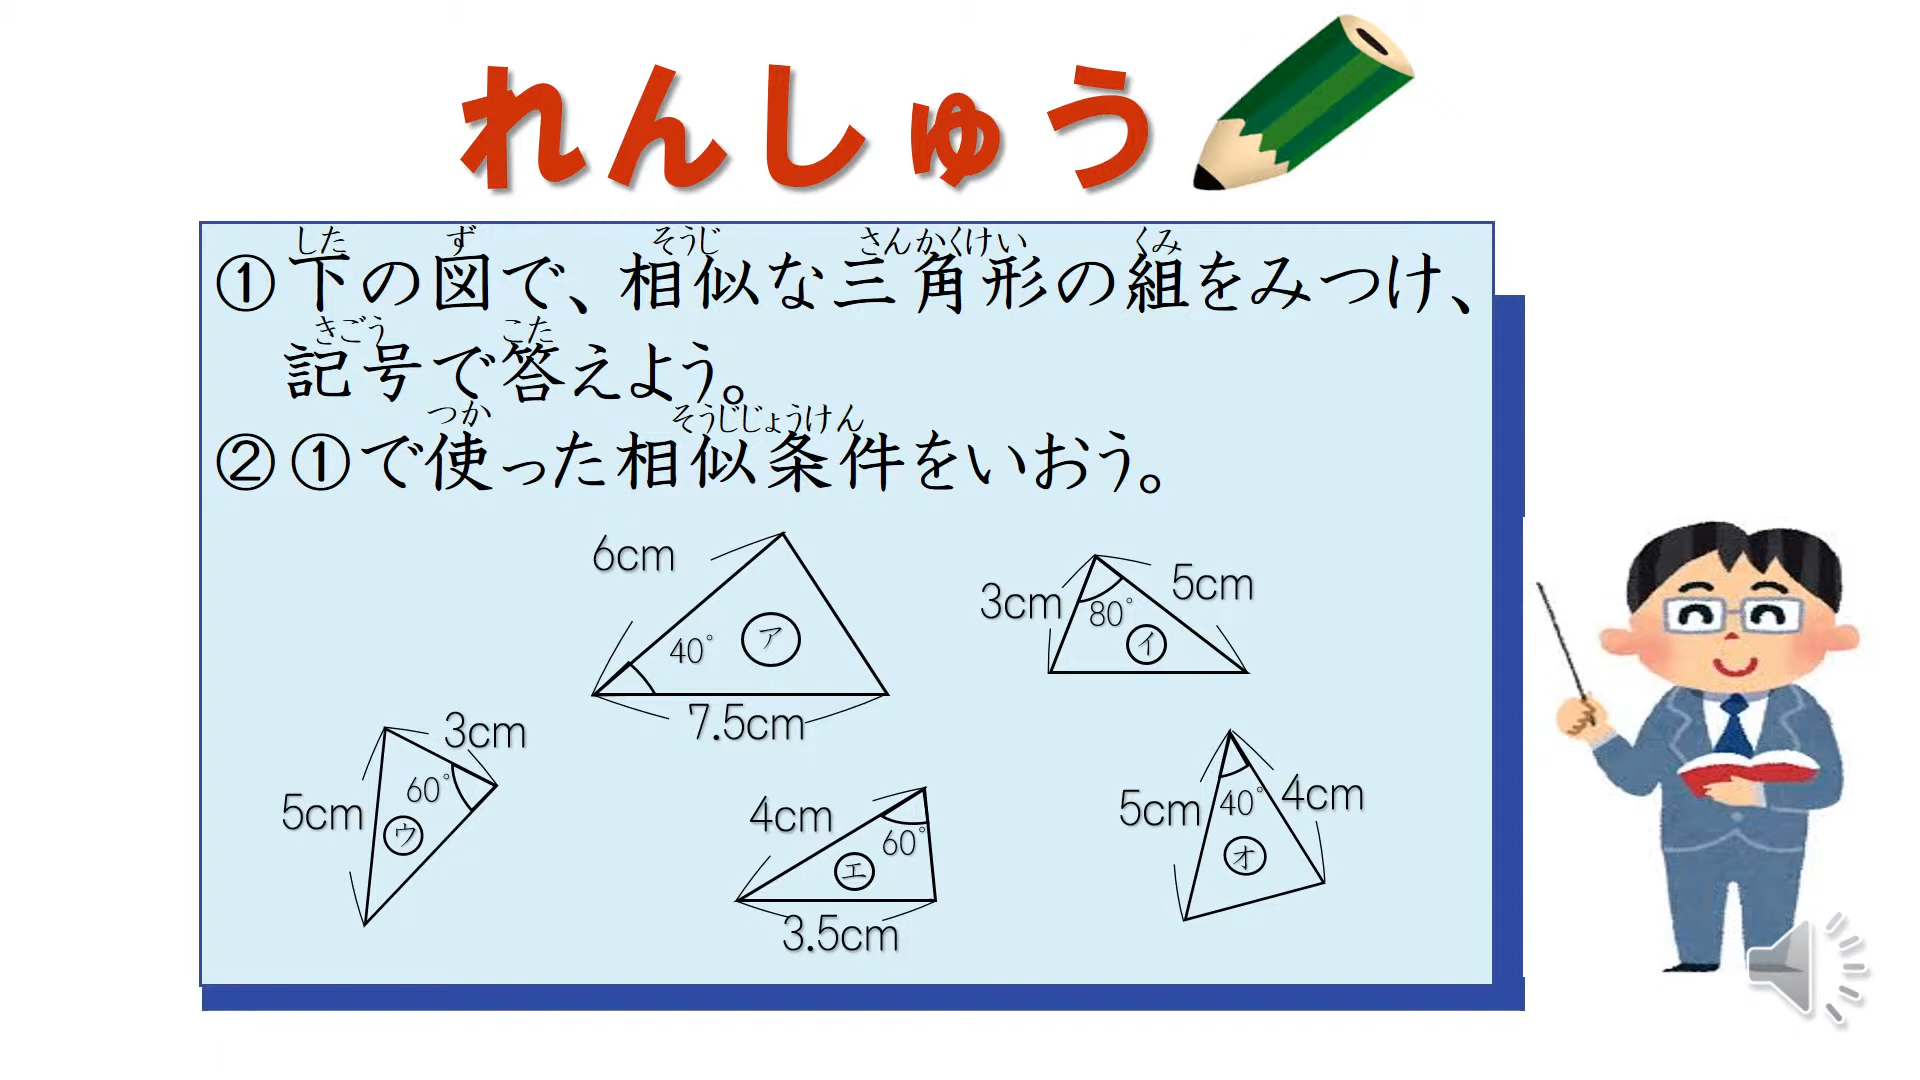 れんしゅう
①下の図で、相似な三角形の組をみつけ、
した ず そうじ さんかくけい くみ
記号で答えよう。
きごう こた
②①で使った相似条件をいおう。
つか そうじじょうけん
6cm
40°
ア
7.5cm
3cm
80°
5cm
イ
3cm
60°
5cm
ウ
4cm
60°
エ
3.5cm
5cm
40°
4cm
オ